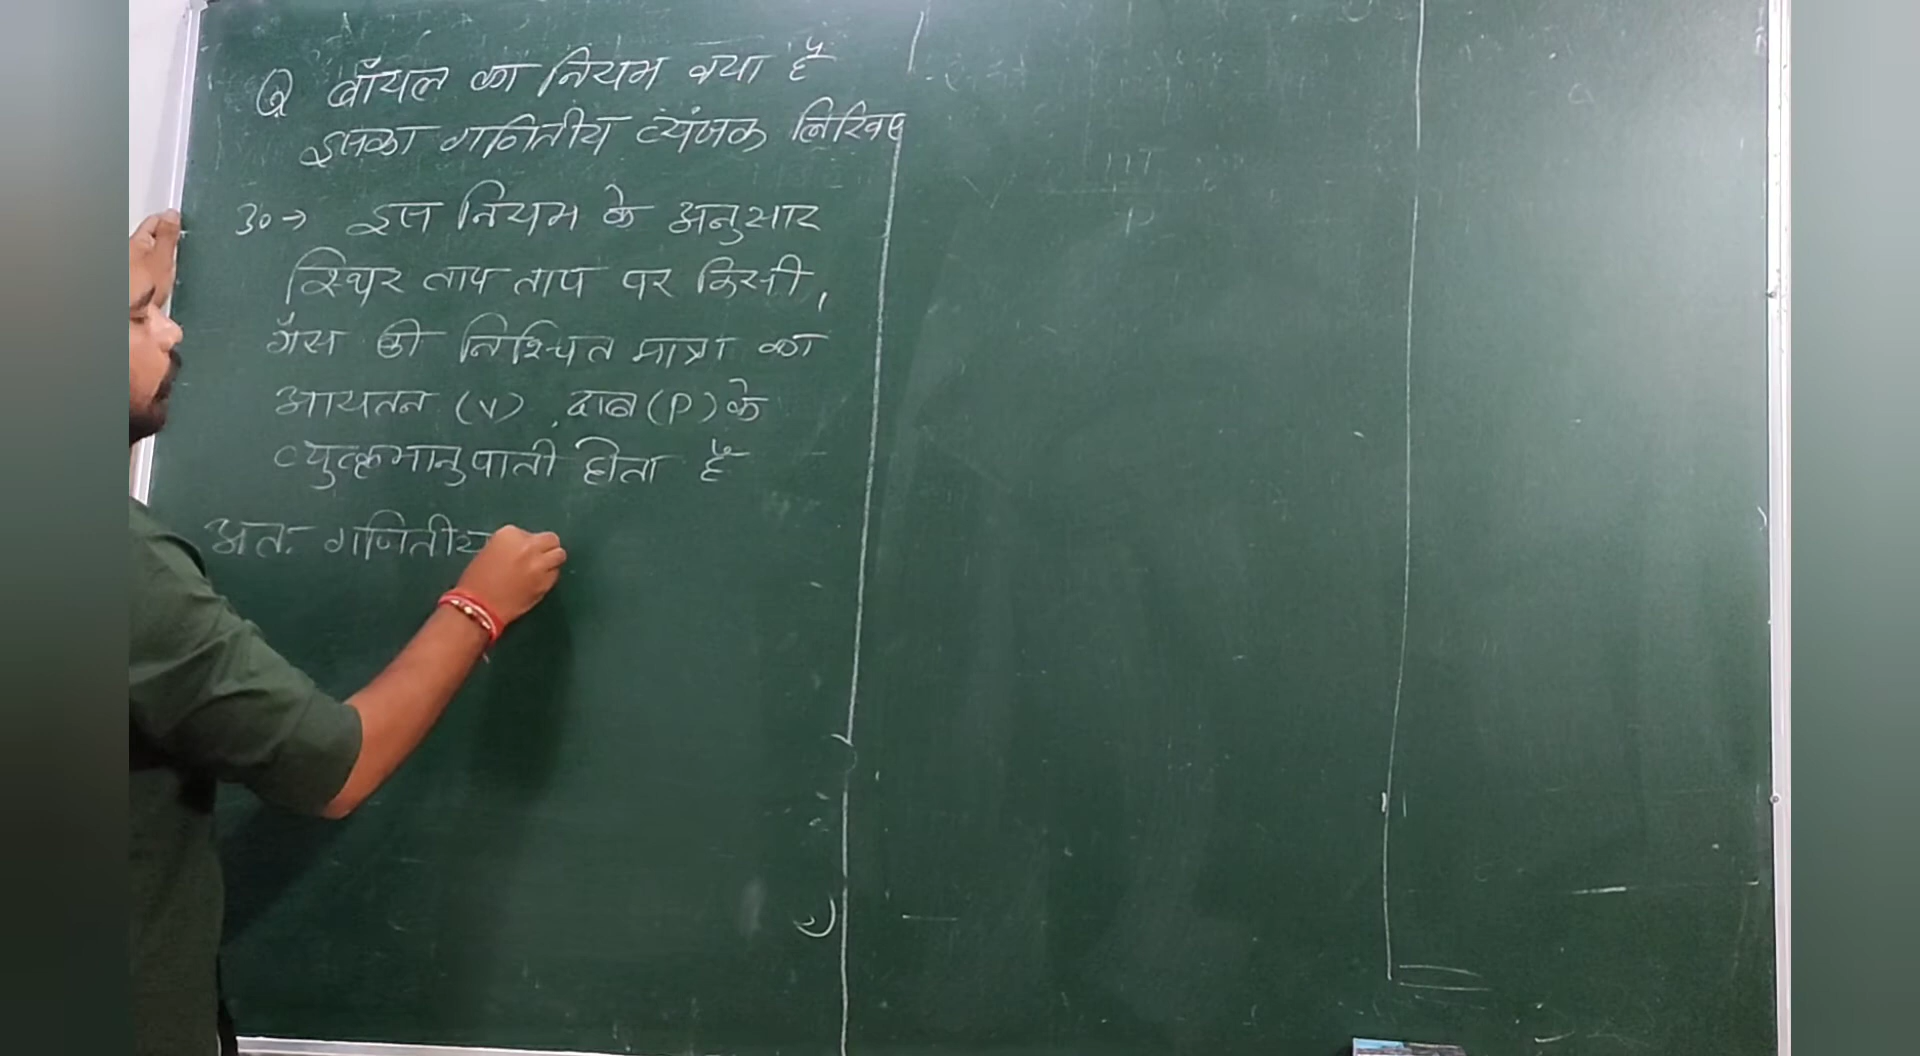 Q बॉयल का नियम क्या है
इसका गणितीय व्यंजक लिखिए
उ० → इस नियम के अनुसार
स्थिर ताप ताप पर किसी,
गैस की निश्चित मात्रा का
आयतन (V), दाब (P) के
व्युत्क्रमानुपाती होता है
अतः गणितीय